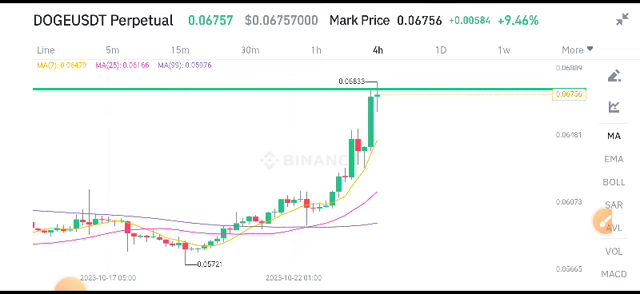 DOGEUSDT Perpetual 0.06757 $0.06757000 Mark Price 0.06756 +0.00584 +9.46%
Line 5m 15m 30m 1h 4h 1D 1w More
MA(7): 0.06479 MA(25): 0.06166 MA(99): 0.05976
0.06889
0.06833
0.06756
0.06481
MA
BINANC
EMA
BOLL
0.06073
SAR
AVL
VOL
0.05721
0.05665
2023-10-17 05:00 2023-10-22 01:00
MACD